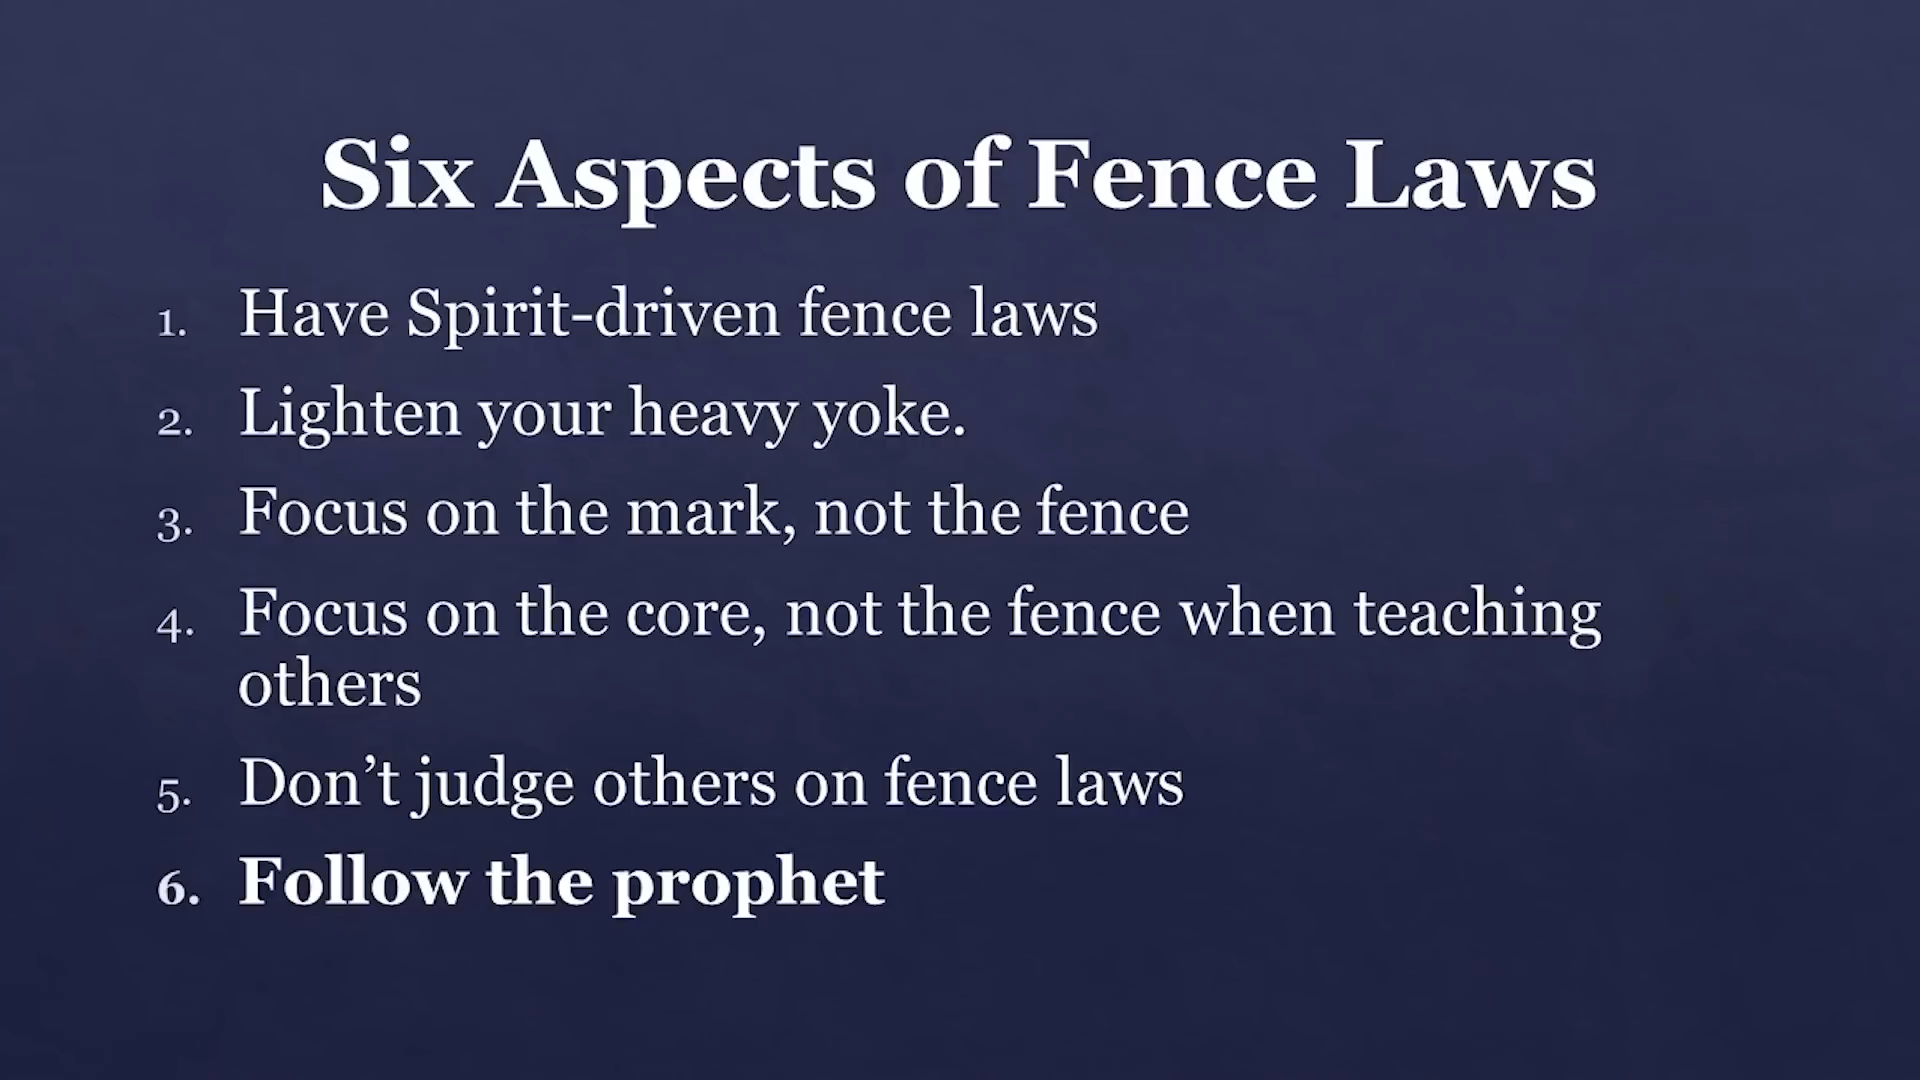 Six Aspects of Fence Laws
1. Have Spirit-driven fence laws
2. Lighten your heavy yoke.
3. Focus on the mark, not the fence
4. Focus on the core, not the fence when teaching
others
5. Don’t judge others on fence laws
6. Follow the prophet